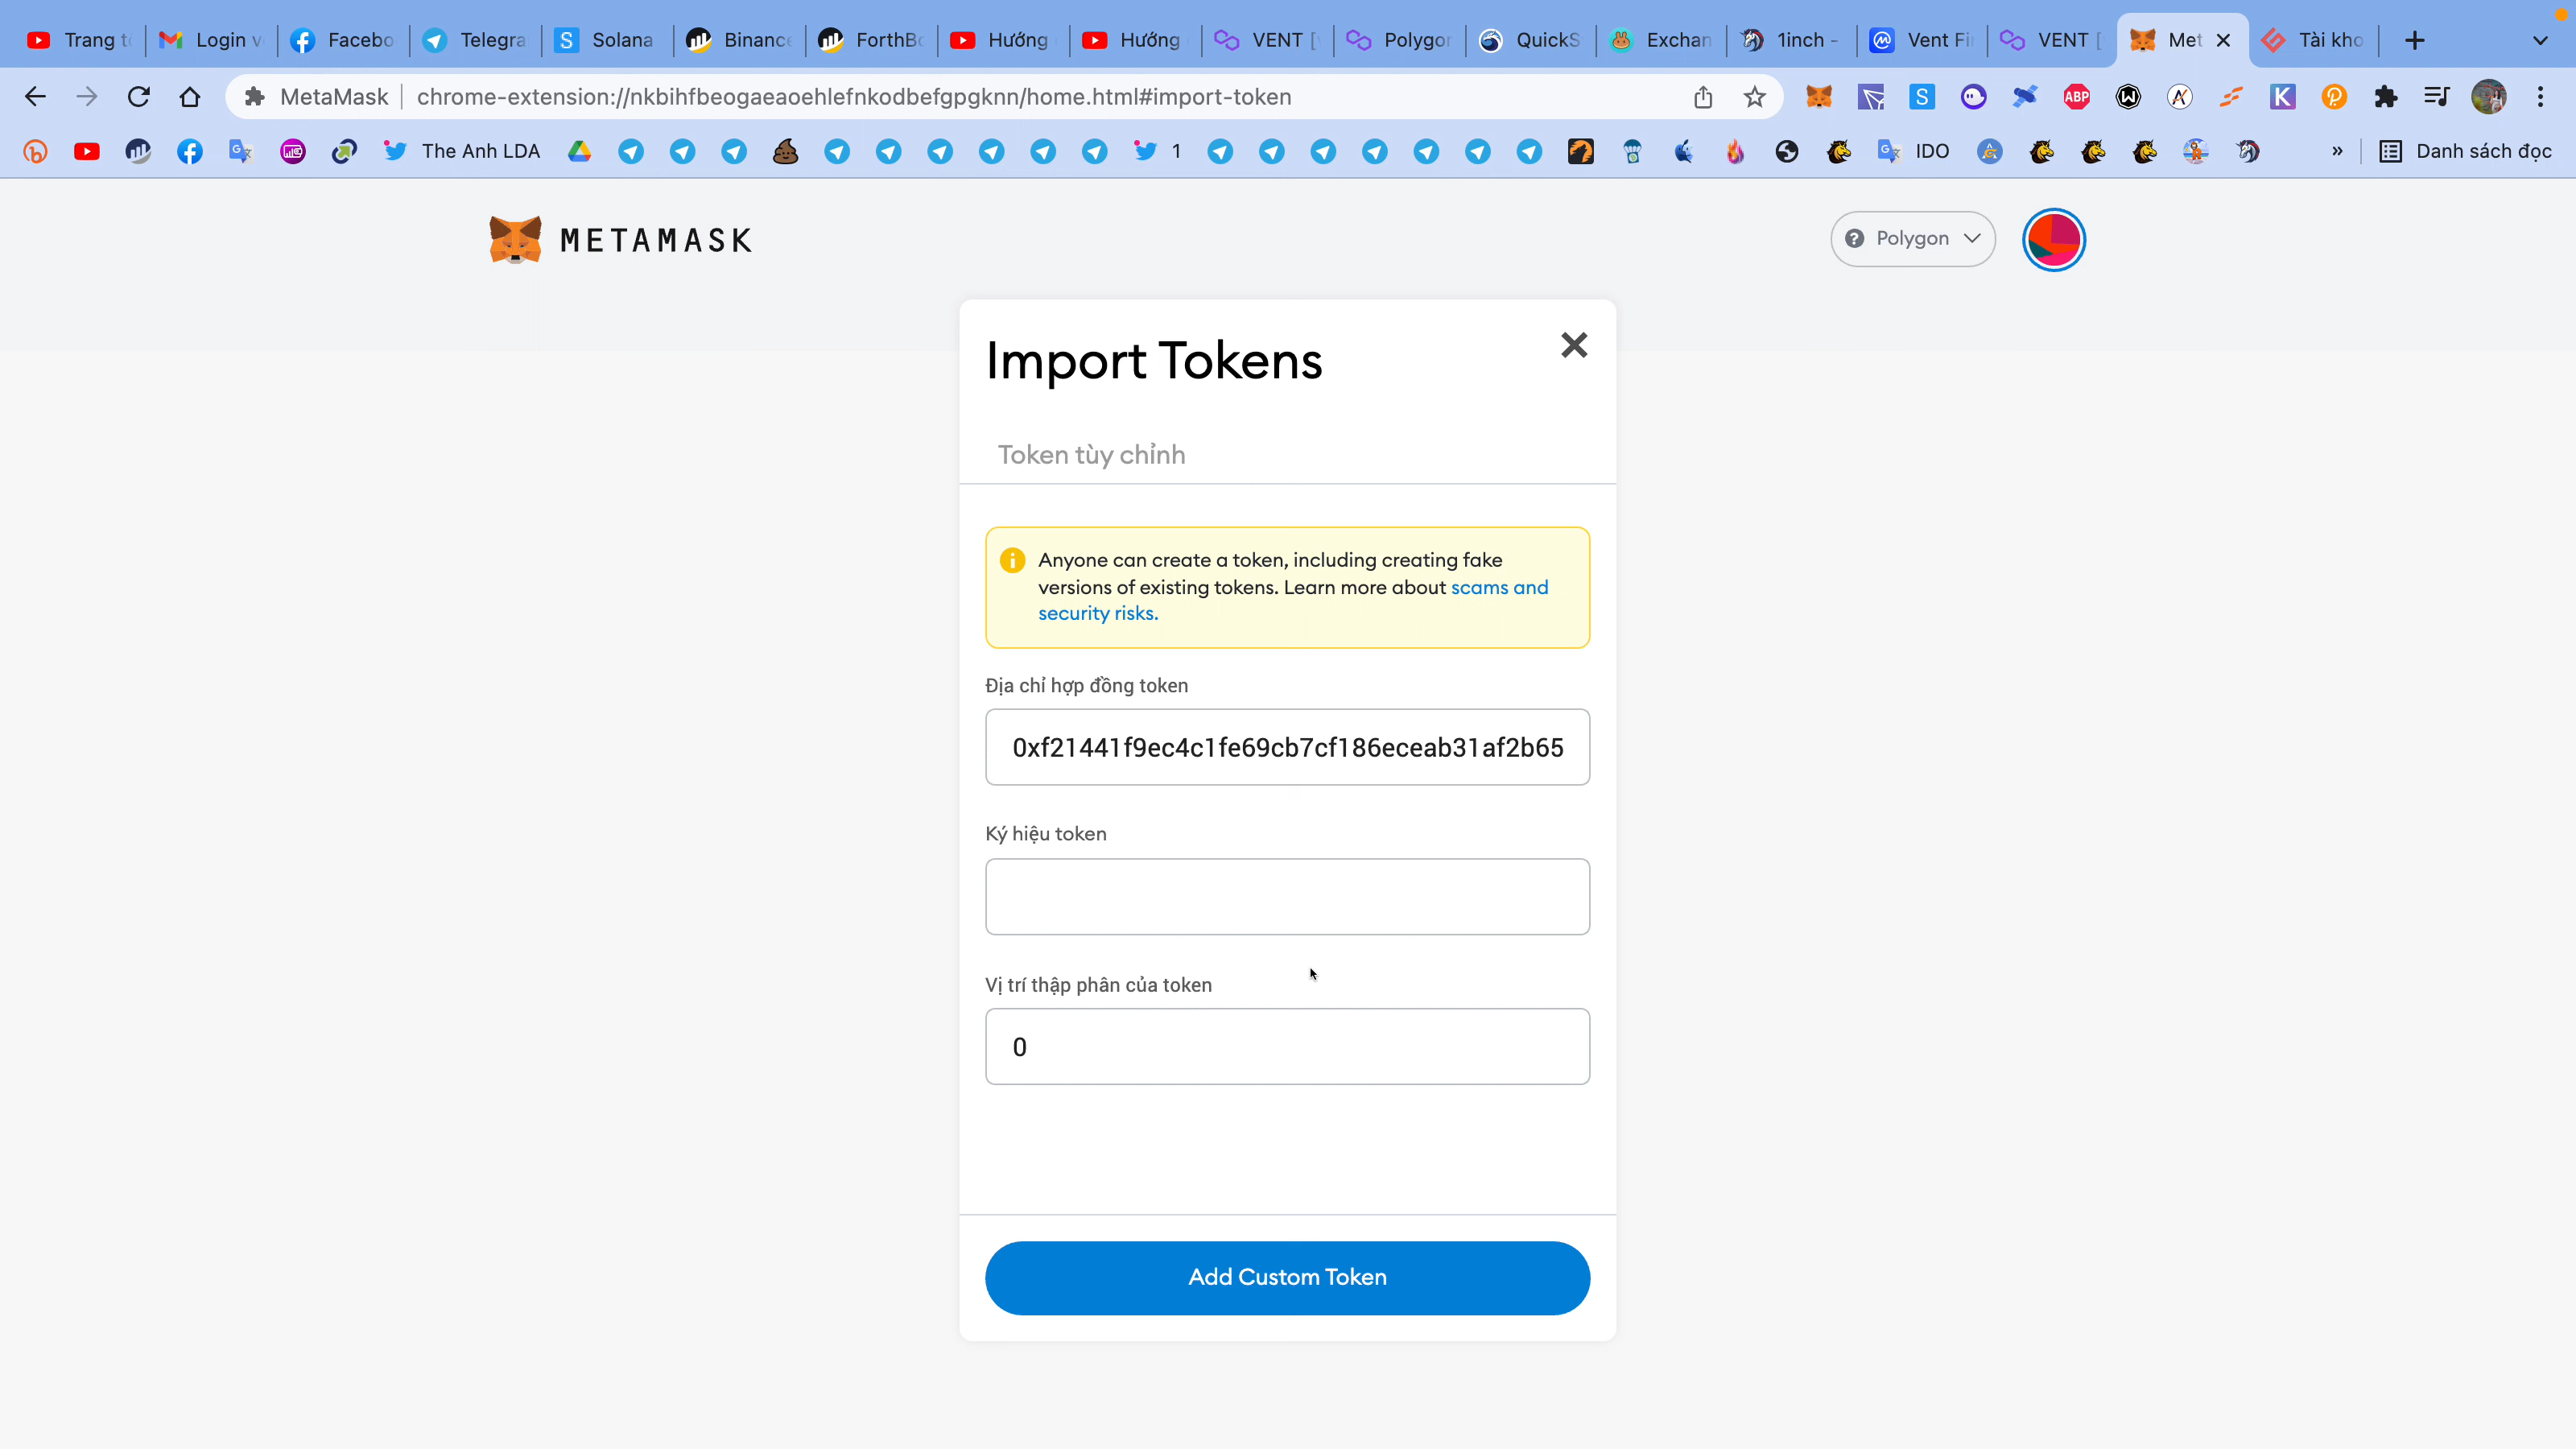 Trang t
Login v
Facebo
Telegra
Solana
Binance
ForthBo
Hướng
Hướng
VENT [
Polygon
QuickS
Exchan
1inch -
Vent Fi
VENT [
Met
Tài kho
MetaMask
chrome-extension://nkbihfbeogaeaoehlefnkodbefgpgknn/home.html#import-token
ABP
The Anh LDA
1
IDO
»
Danh sách đọc
METAMASK
Polygon
Import Tokens
Token tùy chỉnh
Anyone can create a token, including creating fake
versions of existing tokens. Learn more about scams and
security risks.
Địa chỉ hợp đồng token
0xf21441f9ec4c1fe69cb7cf186eceab31af2b65
Ký hiệu token
Vị trí thập phân của token
0
Add Custom Token